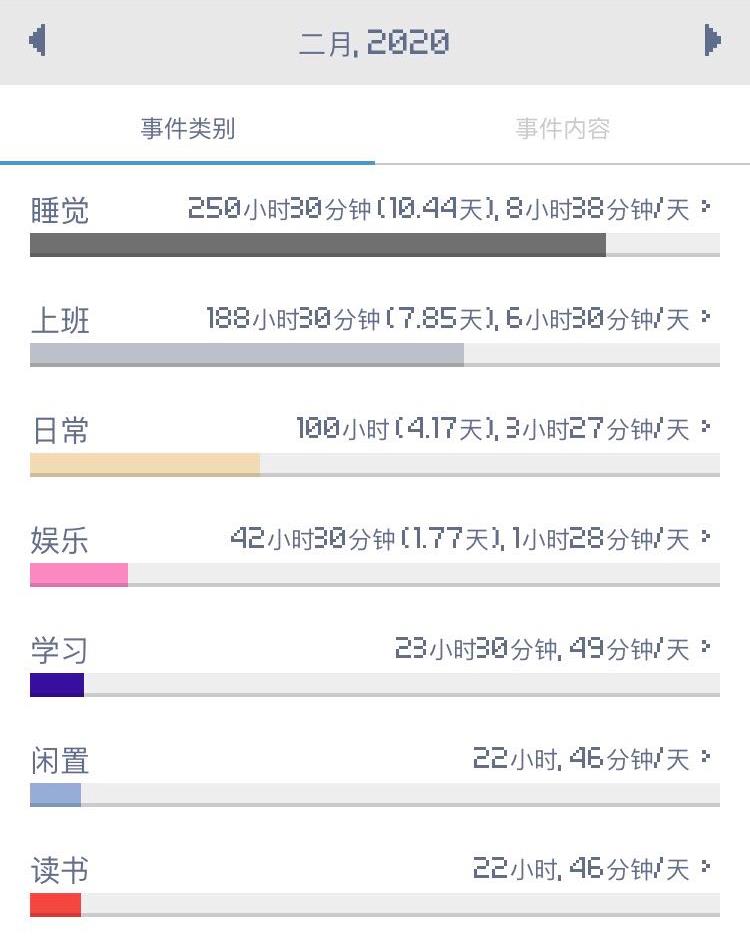 二月, 2020
事件类别 事件内容
睡觉 250小时30分钟 (10.44天), 8小时38分钟/天 >
上班 188小时30分钟 (7.85天), 6小时30分钟/天 >
日常 100小时 (4.17天), 3小时27分钟/天 >
娱乐 42小时30分钟 (1.77天), 1小时28分钟/天 >
学习 23小时30分钟, 49分钟/天 >
闲置 22小时, 46分钟/天 >
读书 22小时, 46分钟/天 >